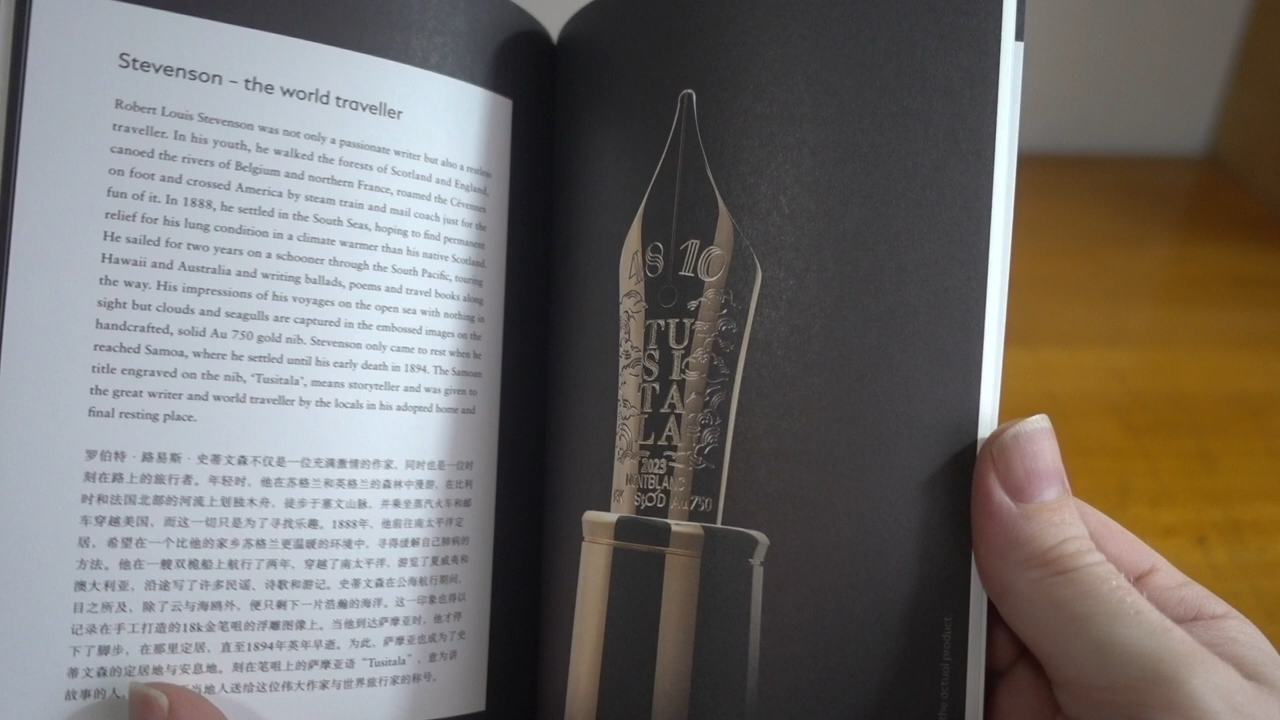 Stevenson – the world traveller
Robert Louis Stevenson was not only a passionate writer but also a restless
traveller. In his youth, he walked the forests of Scotland and England,
canoed the rivers of Belgium and northern France, roamed the Cévennes
on foot and crossed America by steam train and mail coach just for the
fun of it. In 1888, he settled in the South Seas, hoping to find permanent
relief for his lung condition in a climate warmer than his native Scotland.
He sailed for two years on a schooner through the South Pacific, touring
Hawaii and Australia and writing ballads, poems and travel books along
the way. His impressions of his voyages on the open sea with nothing in
sight but clouds and seagulls are captured in the embossed images on the
handcrafted, solid Au 750 gold nib. Stevenson only came to rest when he
reached Samoa, where he settled until his early death in 1894. The Samoan
title engraved on the nib, “Tusitala”, means storyteller and was given to
the great writer and world traveller by the locals in his adopted home and
final resting place.
罗伯特·路易斯·史蒂文森不仅是一位充满激情的作家，同时也是一位时
刻在路上的旅行者。年轻时，他在苏格兰和英格兰的森林中漫游，在比利
时和法国北部的河流上划独木舟，徒步于塞文山脉，并乘坐蒸汽火车和邮
车穿越美国，而这一切只是为了寻找乐趣。1888年，他前往南太平洋定
居，希望在一个比他的家乡苏格兰更温暖的环境中，寻得缓解自己肺病的
方法。他在一艘双桅船上航行了两年，穿越了南太平洋，游览了夏威夷和
澳大利亚，沿途写了许多民谣、诗歌和游记。史蒂文森在公海航行期间，
目之所及，除了云与海鸥外，便只剩下一片浩瀚的海洋。这一印象也得以
记录在手工打造的18k金笔咀的浮雕图像上。当他到达萨摩亚时，他才停
下了脚步，在那里定居，直至1894年英年早逝。为此，萨摩亚也成为了史
蒂文森的定居地与安息地。刻在笔咀上的萨摩亚语“Tusitala”，意为讲
故事的人，当地人送给这位伟大作家与世界旅行家的称号。
4810
TU
SI
TA
LA
2023
MONTBLANC
StOD Au750
the actual product.